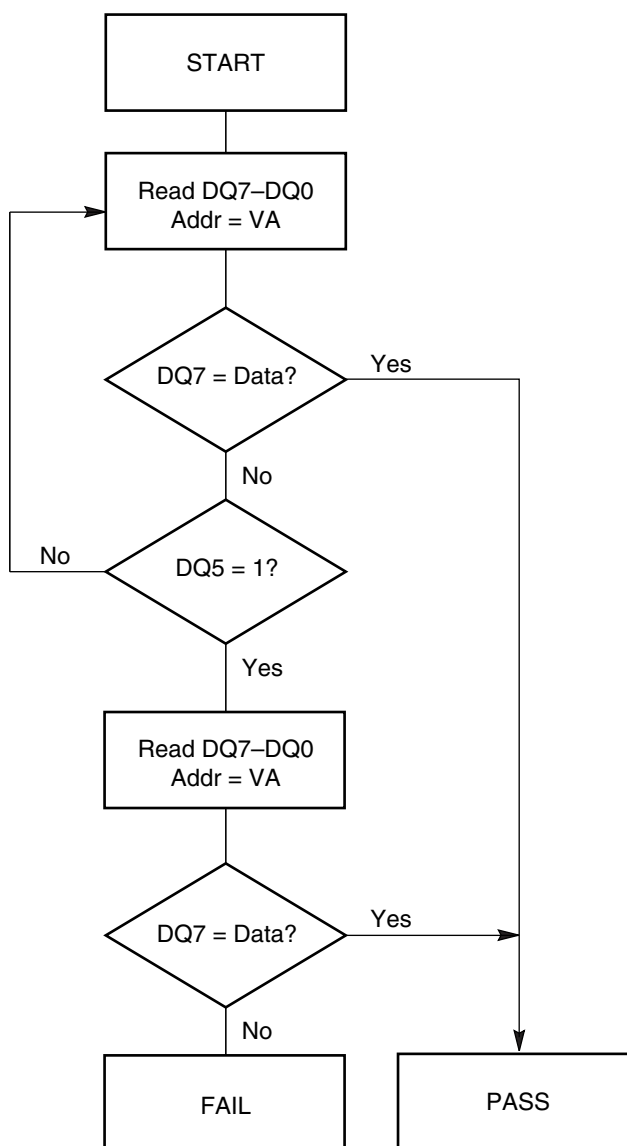 START
Read DQ7–DQ0
Addr = VA
DQ7 = Data?
Yes
No
DQ5 = 1?
No
Yes
Read DQ7–DQ0
Addr = VA
DQ7 = Data?
Yes
No
FAIL
PASS